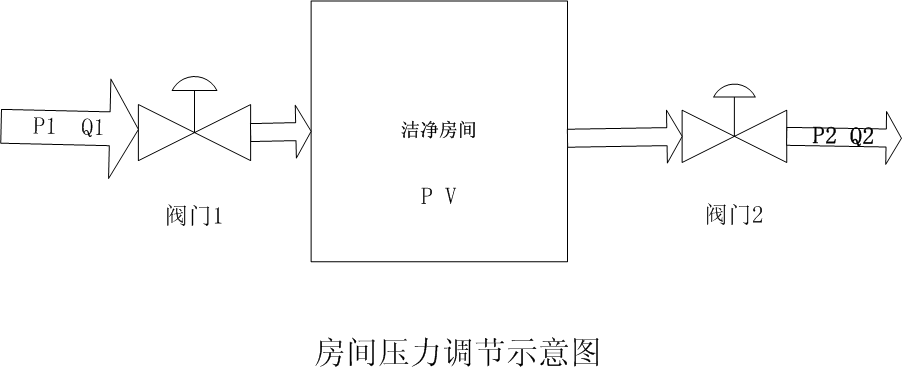 P1 Q1
阀门1
洁净房间
P V
P2 Q2
阀门2
房间压力调节示意图